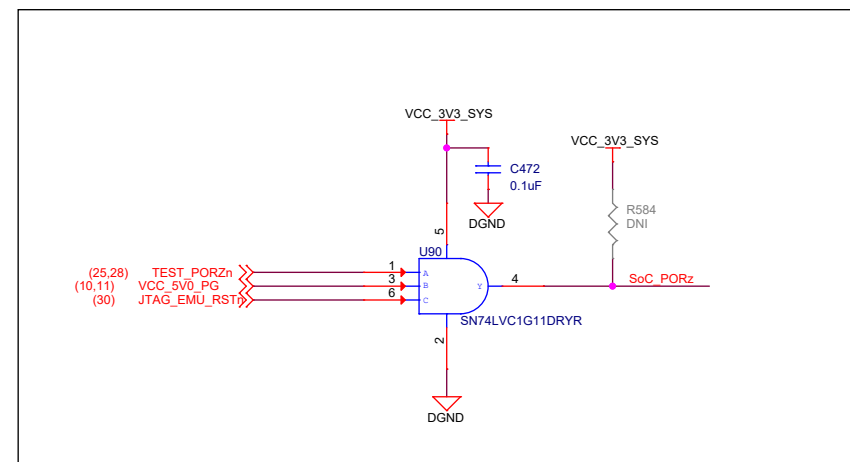 VCC_3V3_SYS
VCC_3V3_SYS
C472
0.1uF
R584
DNI
DGND
5
U90
(25,28) TEST_PORZn 1 A
(10,11) VCC_5V0_PG 3 B Y 4 SoC_PORz
(30) JTAG_EMU_RSTn 6 C
SN74LVC1G11DRYR
2
DGND